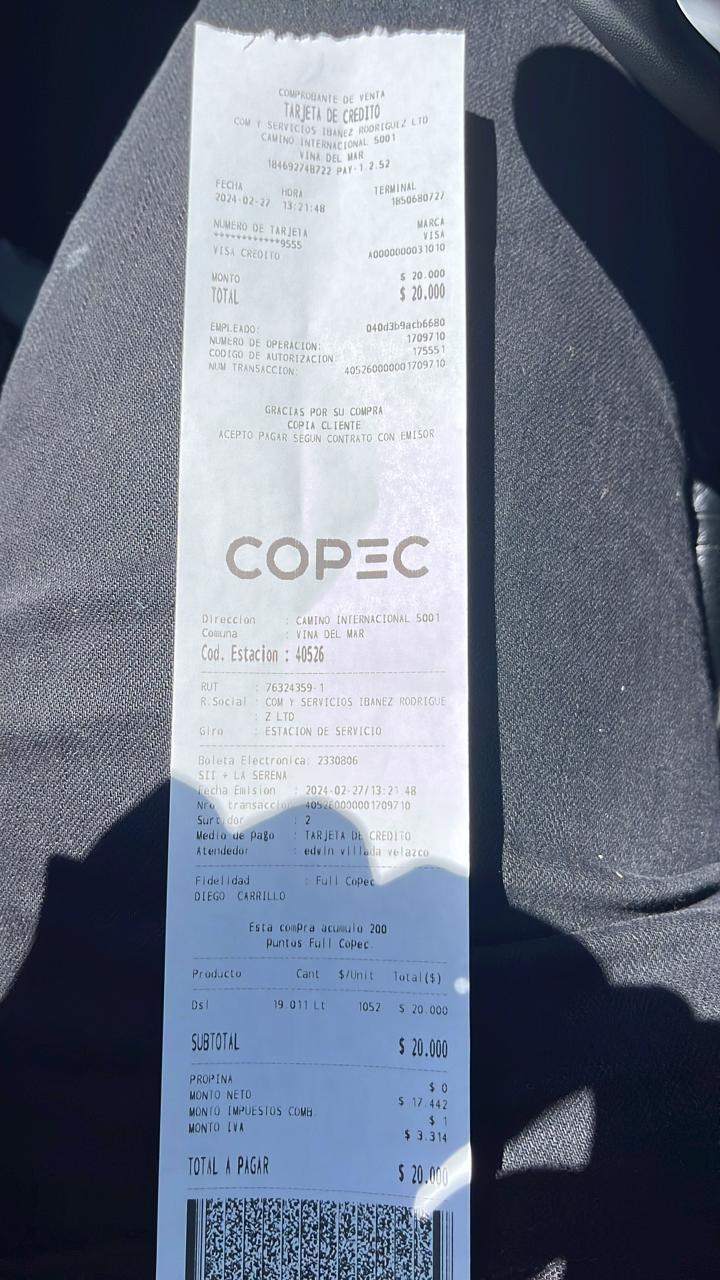 COMPROBANTE DE VENTA
TARJETA DE CREDITO
COM Y SERVICIOS IBANEZ RODRIGUEZ LTD
CAMINO INTERNACIONAL 5001
VINA DEL MAR
18469274B722 PAY-1.2.52
FECHA HORA TERMINAL
2024-02-27 13:21:48 1850680727
NUMERO DE TARJETA MARCA
************9555 VISA
VISA CREDITO A0000000031010
MONTO $ 20.000
TOTAL $ 20.000
EMPLEADO: 040d3b9acb6680
NUMERO DE OPERACION: 1709710
CODIGO DE AUTORIZACION: 175551
NUM TRANSACCION: 405260000001709710
GRACIAS POR SU COMPRA
COPIA CLIENTE
ACEPTO PAGAR SEGUN CONTRATO CON EMISOR
COPEC
Direccion : CAMINO INTERNACIONAL 5001
Comuna : VINA DEL MAR
Cod. Estacion : 40526
RUT : 76324359-1
R.Social : COM Y SERVICIOS IBANEZ RODRIGUE
: Z LTD
Giro : ESTACION DE SERVICIO
Boleta Electronica: 2330806
SII + LA SERENA
Fecha Emision : 2024-02-27/13:21:48
Nro transaccion : 405260000001709710
Surtidor : 2
Medio de pago : TARJETA DE CREDITO
Atendedor : edwin villada velazco
Fidelidad : Full Copec
DIEGO CARRILLO
Esta compra acumulo 200
puntos Full Copec.
Producto Cant $/Unit Total($)
Dsl 19.011 Lt 1052 $ 20.000
SUBTOTAL $ 20.000
PROPINA $ 0
MONTO NETO $ 17.442
MONTO IMPUESTOS COMB. $ 1
MONTO IVA $ 3.314
TOTAL A PAGAR $ 20.000